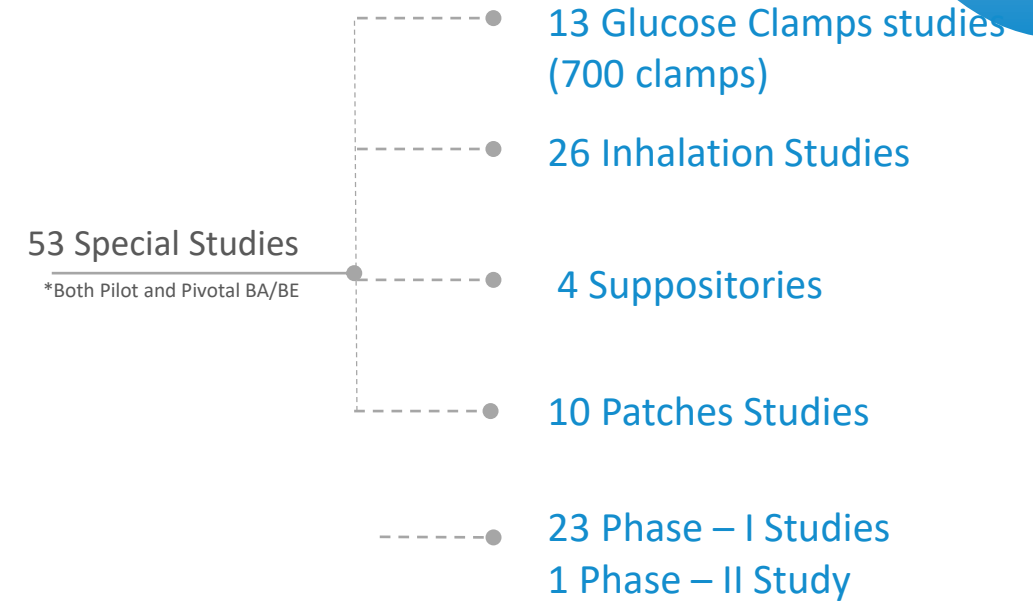 13 Glucose Clamps studies
(700 clamps)
26 Inhalation Studies
53 Special Studies
*Both Pilot and Pivotal BA/BE
4 Suppositories
10 Patches Studies
23 Phase – I Studies
1 Phase – II Study